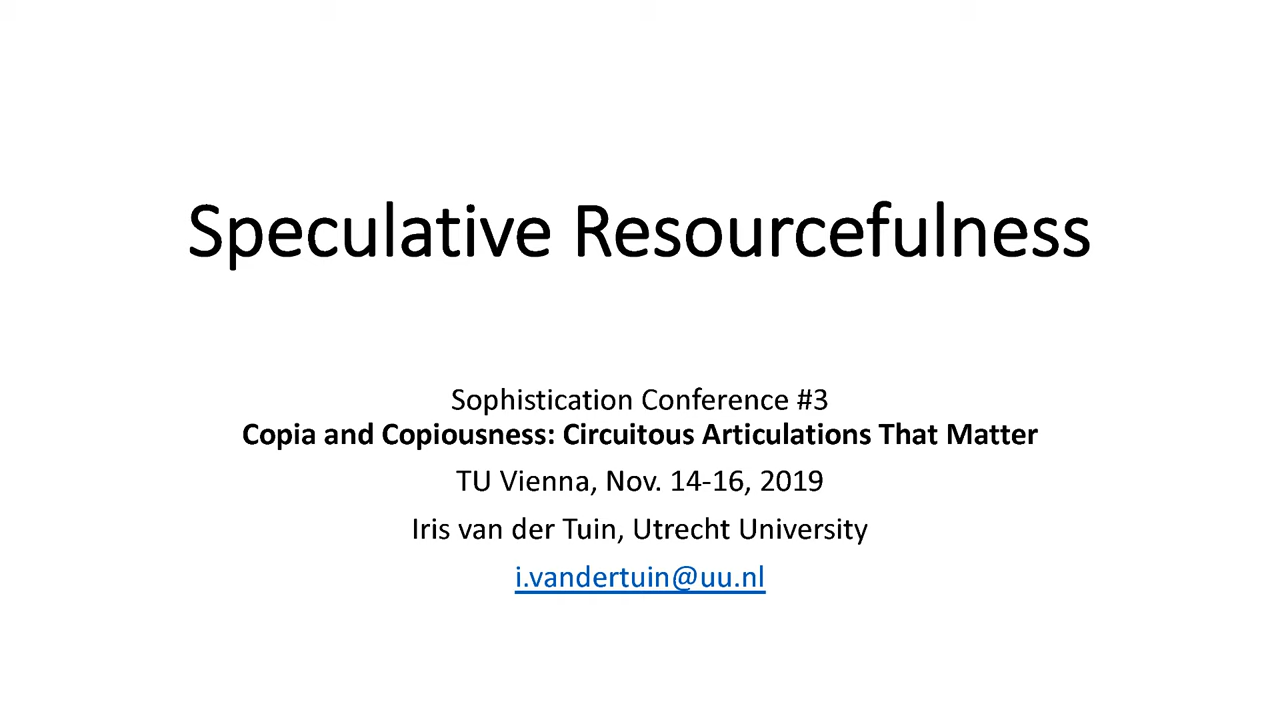 Speculative Resourcefulness
Sophistication Conference #3
Copia and Copiousness: Circuitous Articulations That Matter
TU Vienna, Nov. 14-16, 2019
Iris van der Tuin, Utrecht University
i.vandertuin@uu.nl